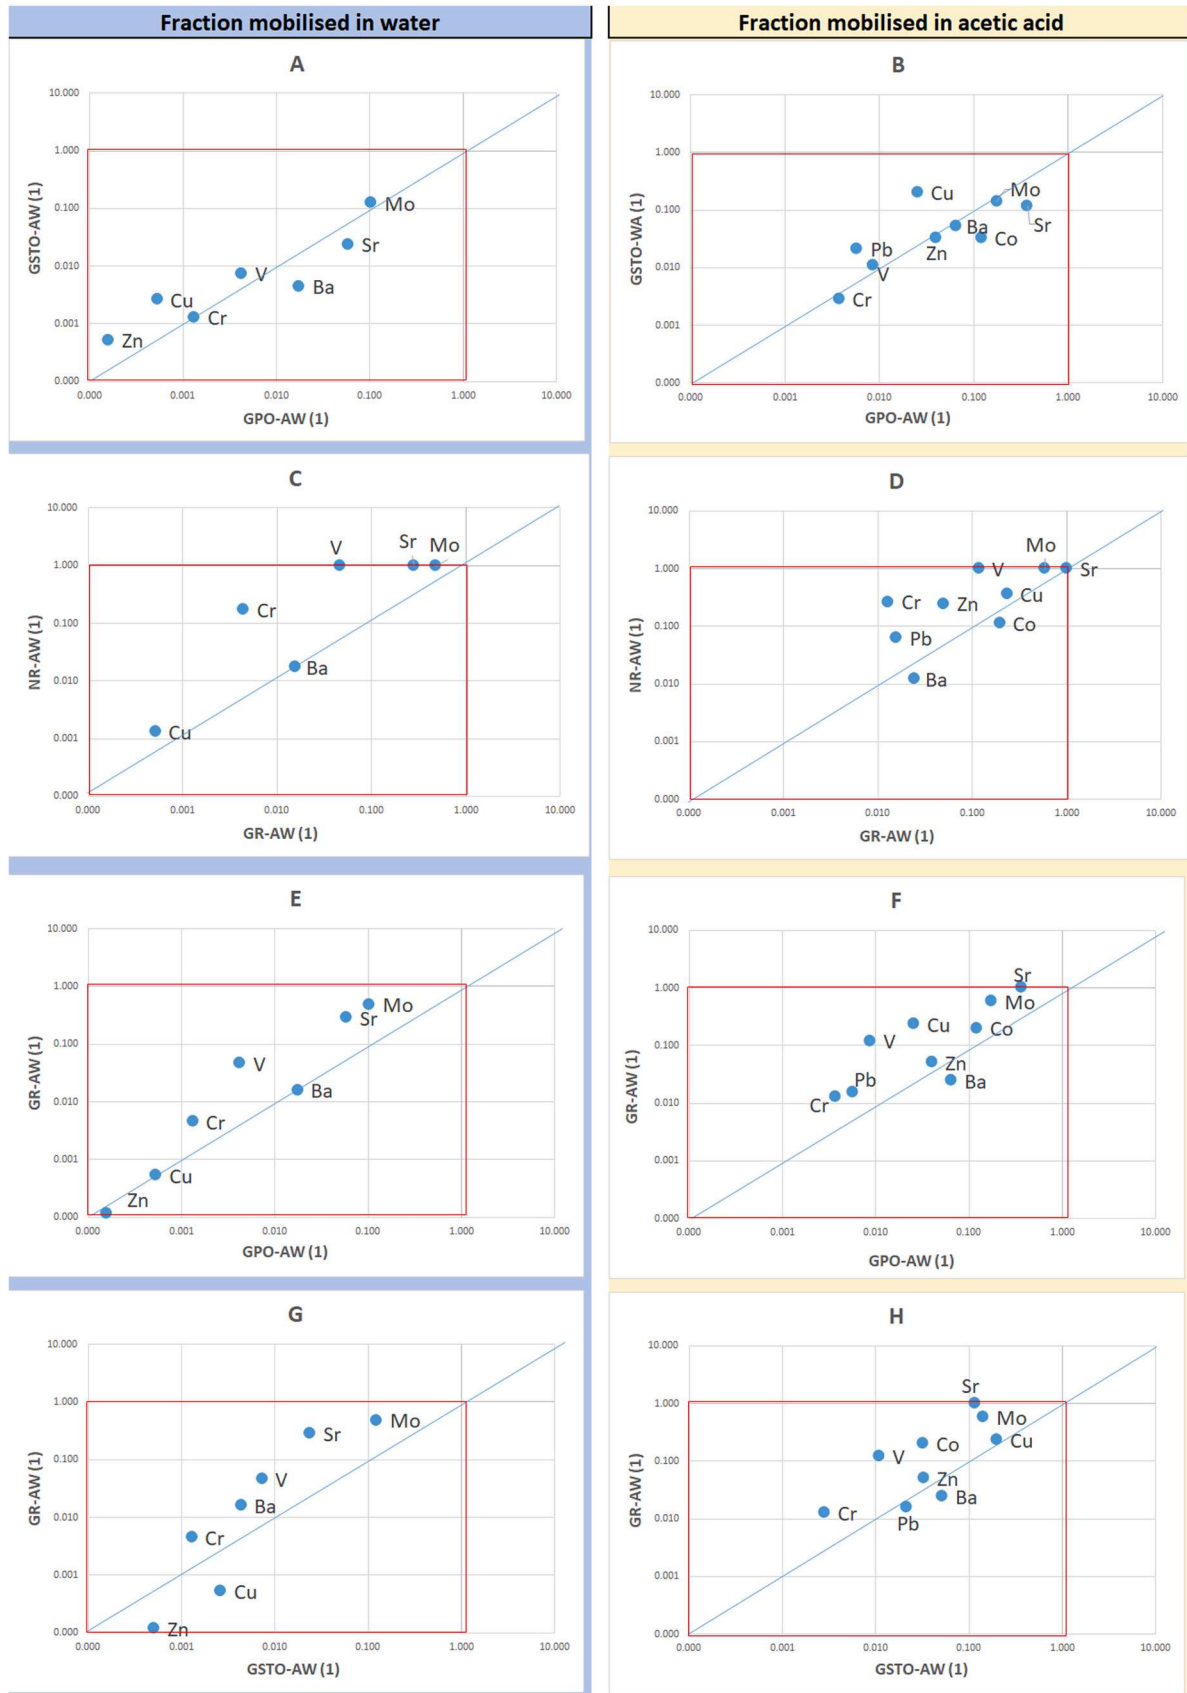 Fraction mobilised in water
Fraction mobilised in acetic acid
A
10.000
1.000
0.100
0.010
0.001
0.000
GSTO-AW (1)
Mo
Sr
V
Ba
Cu
Cr
Zn
0.000 0.001 0.010 0.100 1.000 10.000
GPO-AW (1)
B
10.000
1.000
0.100
0.010
0.001
0.000
GSTO-WA (1)
Cu
Mo
Sr
Ba
Co
Pb
Zn
V
Cr
0.000 0.001 0.010 0.100 1.000 10.000
GPO-AW (1)
C
10.000
1.000
0.100
0.010
0.001
0.000
NR-AW (1)
V
Sr
Mo
Cr
Ba
Cu
0.000 0.001 0.010 0.100 1.000 10.000
GR-AW (1)
D
10.000
1.000
0.100
0.010
0.001
0.000
NR-AW (1)
Mo
V
Sr
Cu
Cr
Zn
Co
Pb
Ba
0.000 0.001 0.010 0.100 1.000 10.000
GR-AW (1)
E
10.000
1.000
0.100
0.010
0.001
0.000
GR-AW (1)
Mo
Sr
V
Ba
Cr
Cu
Zn
0.000 0.001 0.010 0.100 1.000 10.000
GPO-AW (1)
F
10.000
1.000
0.100
0.010
0.001
0.000
GR-AW (1)
Sr
Mo
Cu
Co
V
Zn
Pb
Ba
Cr
0.000 0.001 0.010 0.100 1.000 10.000
GPO-AW (1)
G
10.000
1.000
0.100
0.010
0.001
0.000
GR-AW (1)
Mo
Sr
V
Ba
Cr
Cu
Zn
0.000 0.001 0.010 0.100 1.000 10.000
GSTO-AW (1)
H
10.000
1.000
0.100
0.010
0.001
0.000
GR-AW (1)
Sr
Mo
Cu
Co
V
Zn
Ba
Cr
Pb
0.000 0.001 0.010 0.100 1.000 10.000
GSTO-AW (1)